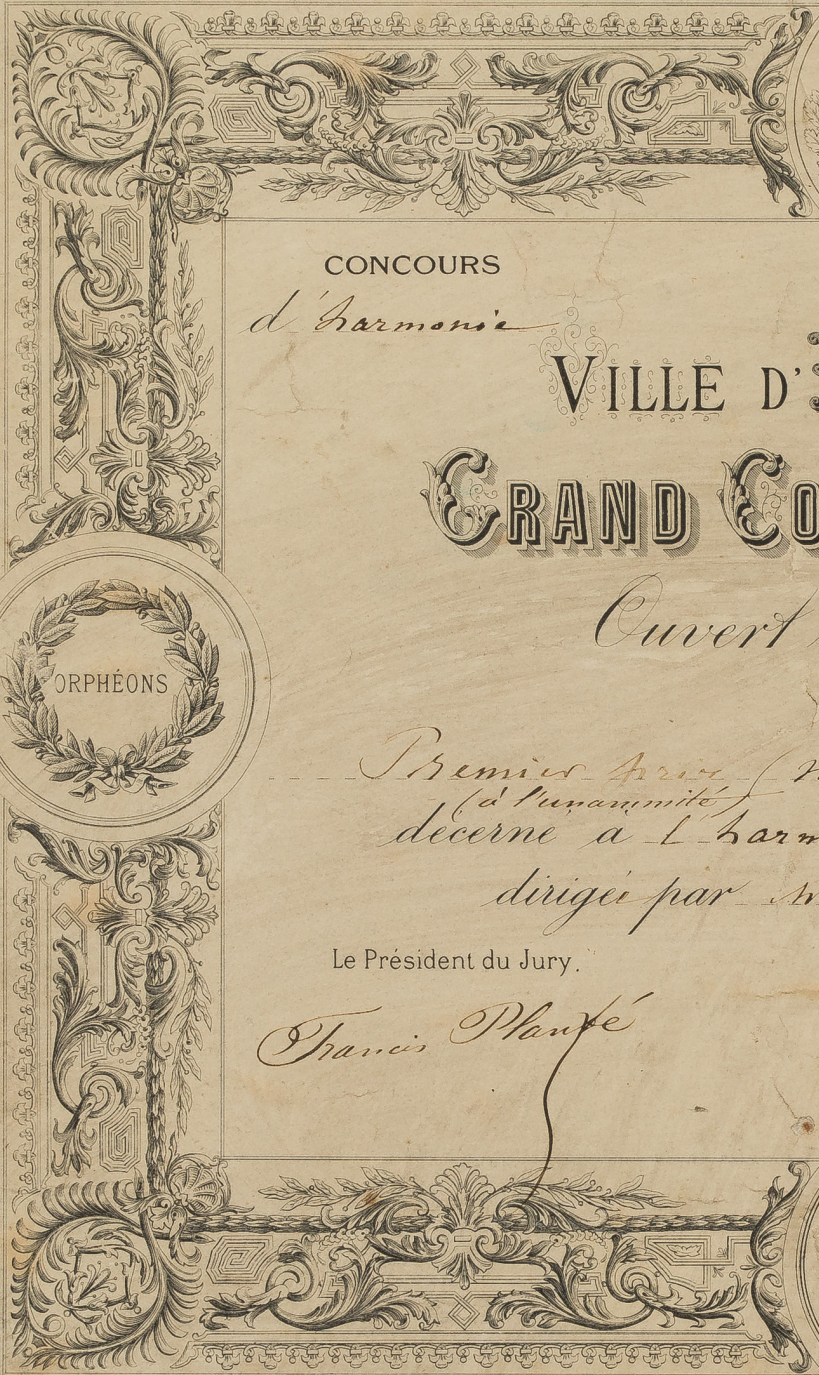 CONCOURS
d'harmonie
VILLE D'
GRAND CO
Ouvert
ORPHÉONS
Premier prix (
(à l'unanimité)
décerné à l'harm
dirigée par
Le Président du Jury.
Francis Planté